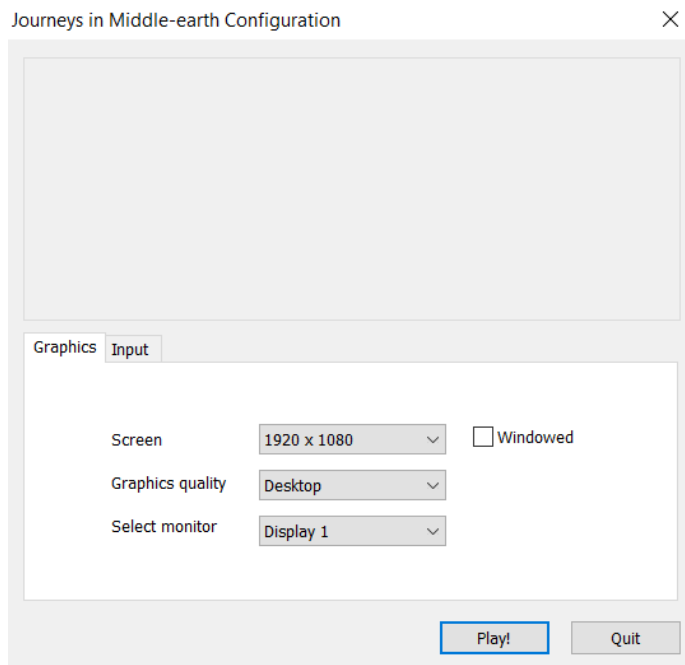 Journeys in Middle-earth Configuration
Graphics
Input
Screen
1920 x 1080
Windowed
Graphics quality
Desktop
Select monitor
Display 1
Play!
Quit